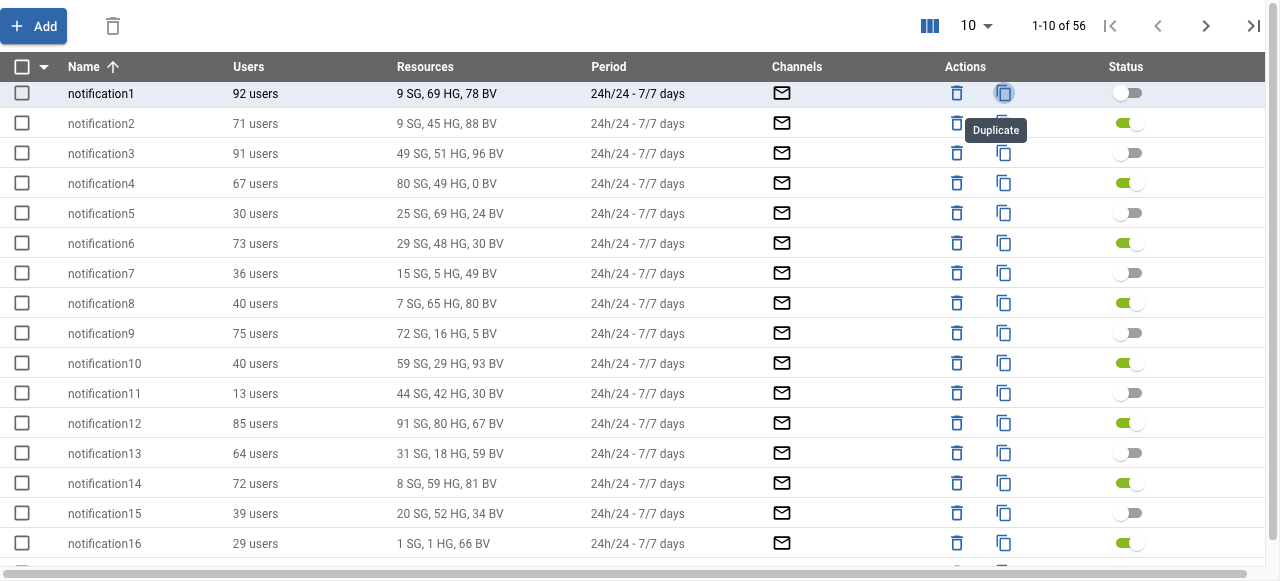 Add 10 1-10 of 56
Name Users Resources Period Channels Actions Status
notification1 92 users 9 SG, 69 HG, 78 BV 24h/24 - 7/7 days
notification2 71 users 9 SG, 45 HG, 88 BV 24h/24 - 7/7 days
Duplicate
notification3 91 users 49 SG, 51 HG, 96 BV 24h/24 - 7/7 days
notification4 67 users 80 SG, 49 HG, 0 BV 24h/24 - 7/7 days
notification5 30 users 25 SG, 69 HG, 24 BV 24h/24 - 7/7 days
notification6 73 users 29 SG, 48 HG, 30 BV 24h/24 - 7/7 days
notification7 36 users 15 SG, 5 HG, 49 BV 24h/24 - 7/7 days
notification8 40 users 7 SG, 65 HG, 80 BV 24h/24 - 7/7 days
notification9 75 users 72 SG, 16 HG, 5 BV 24h/24 - 7/7 days
notification10 40 users 59 SG, 29 HG, 93 BV 24h/24 - 7/7 days
notification11 13 users 44 SG, 42 HG, 30 BV 24h/24 - 7/7 days
notification12 85 users 91 SG, 80 HG, 67 BV 24h/24 - 7/7 days
notification13 64 users 31 SG, 18 HG, 59 BV 24h/24 - 7/7 days
notification14 72 users 8 SG, 59 HG, 81 BV 24h/24 - 7/7 days
notification15 39 users 20 SG, 52 HG, 34 BV 24h/24 - 7/7 days
notification16 29 users 1 SG, 1 HG, 66 BV 24h/24 - 7/7 days